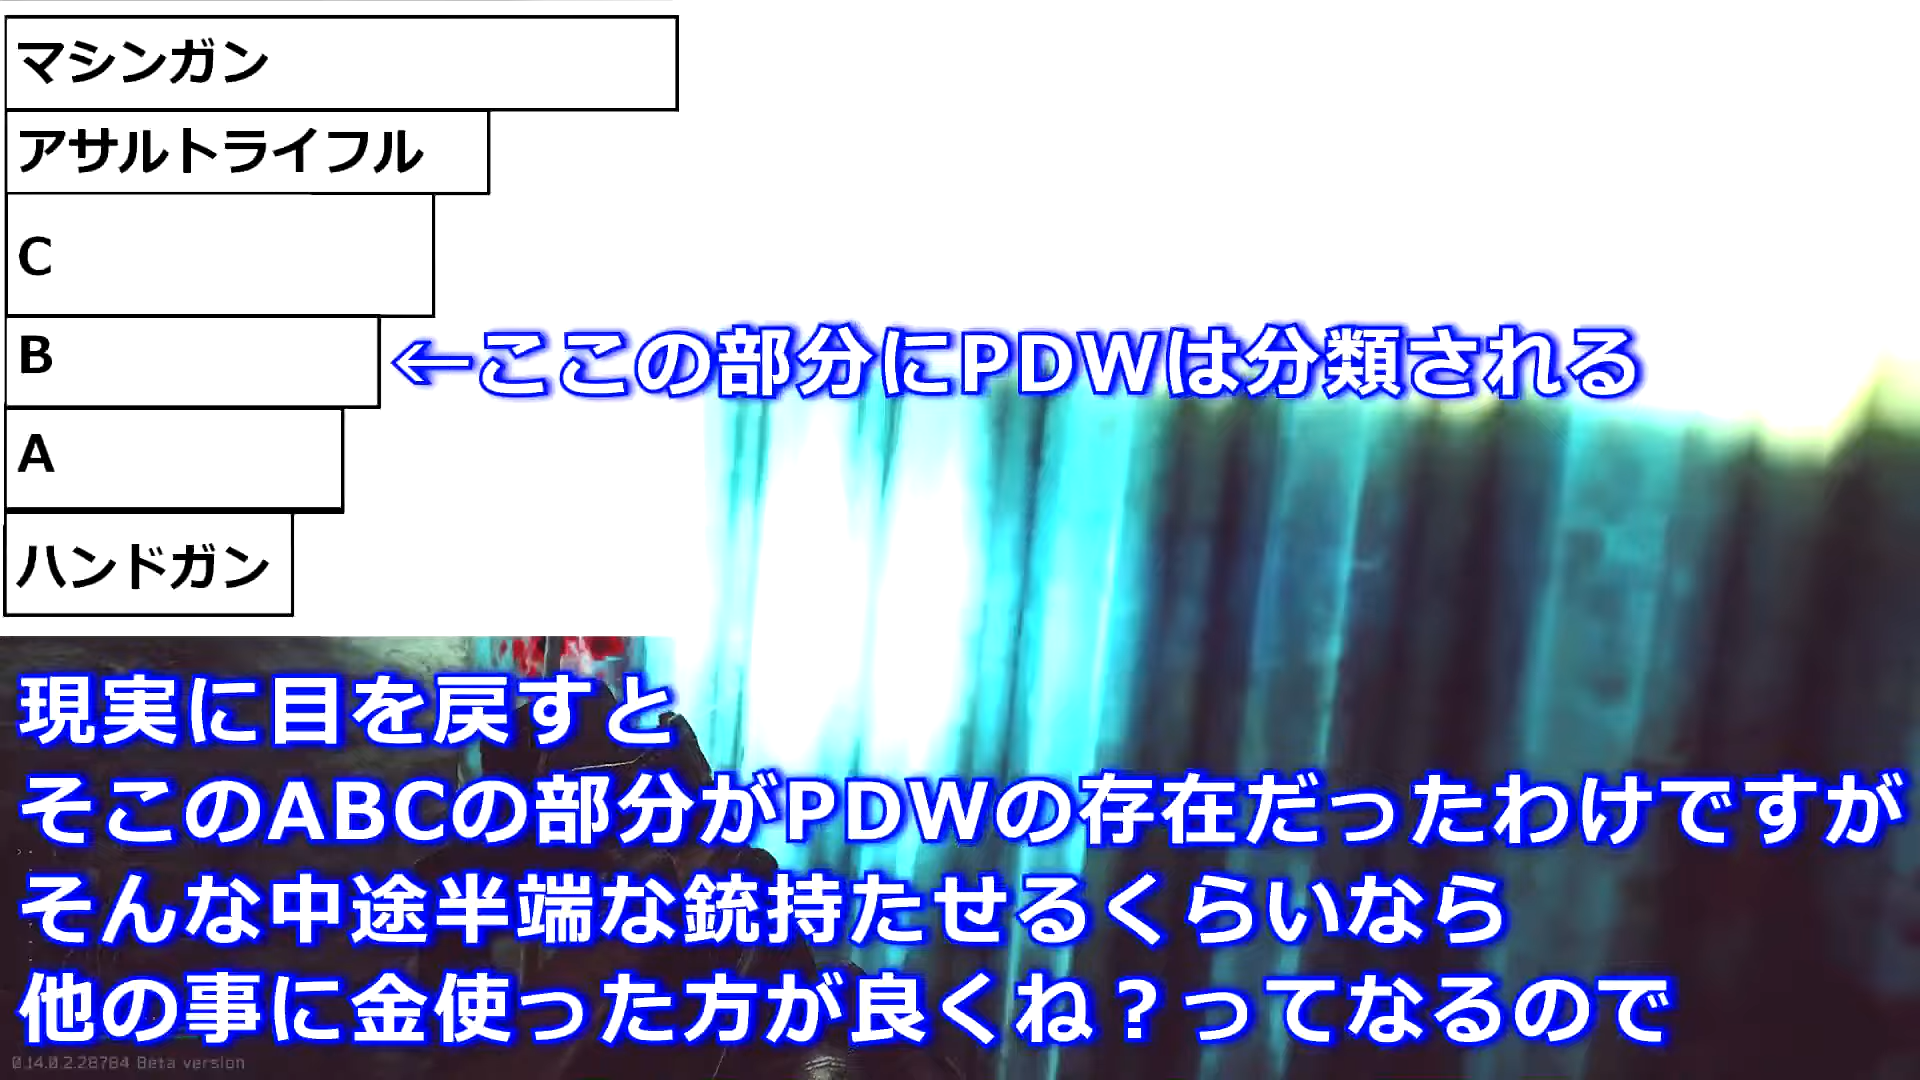 マシンガン
アサルトライフル
C
B
←ここの部分にPDWは分類される
A
ハンドガン
現実に目を戻すと
そこのABCの部分がPDWの存在だったわけですが
そんな中途半端な銃持たせるくらいなら
他の事に金使った方が良くね？ってなるので
0.14.0.2.28784 Beta version